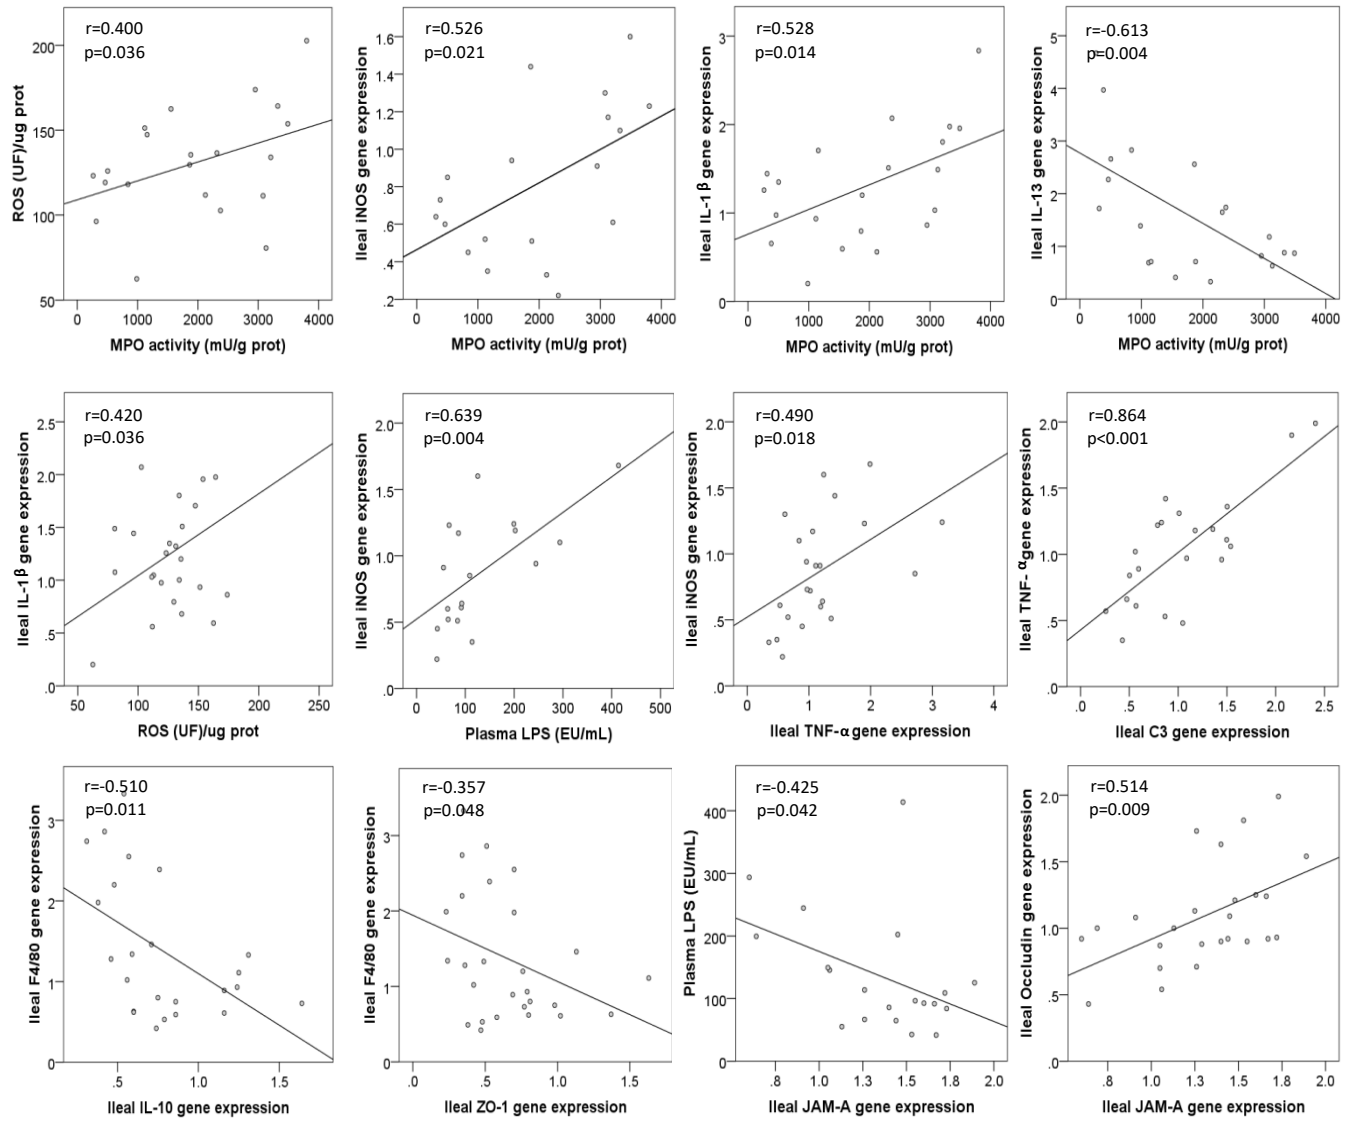 r=0.400
p=0.036
ROS (UF)/ug prot
200
150
100
50
0 1000 2000 3000 4000
MPO activity (mU/g prot)
r=0.526
p=0.021
Ileal iNOS gene expression
1.6
1.4
1.2
1.0
.8
.6
.4
.2
0 1000 2000 3000 4000
MPO activity (mU/g prot)
r=0.528
p=0.014
Ileal IL-1β gene expression
3
2
1
0
0 1000 2000 3000 4000
MPO activity (mU/g prot)
r=-0.613
p=0.004
Ileal IL-13 gene expression
5
4
3
2
1
0
0 1000 2000 3000 4000
MPO activity (mU/g prot)
r=0.420
p=0.036
Ileal IL-1β gene expression
2.5
2.0
1.5
1.0
.5
.0
50 100 150 200 250
ROS (UF)/ug prot
r=0.639
p=0.004
Ileal iNOS gene expression
2.0
1.5
1.0
.5
.0
0 100 200 300 400 500
Plasma LPS (EU/mL)
r=0.490
p=0.018
Ileal iNOS gene expression
2.0
1.5
1.0
.5
.0
0 1 2 3 4
Ileal TNF-α gene expression
r=0.864
p<0.001
Ileal TNF- α gene expression
2.0
1.5
1.0
.5
.0
.0 .5 1.0 1.5 2.0 2.5
Ileal C3 gene expression
r=-0.510
p=0.011
Ileal F4/80 gene expression
3
2
1
0
.5 1.0 1.5
Ileal IL-10 gene expression
r=-0.357
p=0.048
Ileal F4/80 gene expression
3
2
1
0
.0 .5 1.0 1.5
Ileal ZO-1 gene expression
r=-0.425
p=0.042
Plasma LPS (EU/mL)
400
300
200
100
0
.8 1.0 1.3 1.5 1.8 2.0
Ileal JAM-A gene expression
r=0.514
p=0.009
Ileal Occludin gene expression
2.0
1.5
1.0
.5
.0
.8 1.0 1.3 1.5 1.8 2.0
Ileal JAM-A gene expression